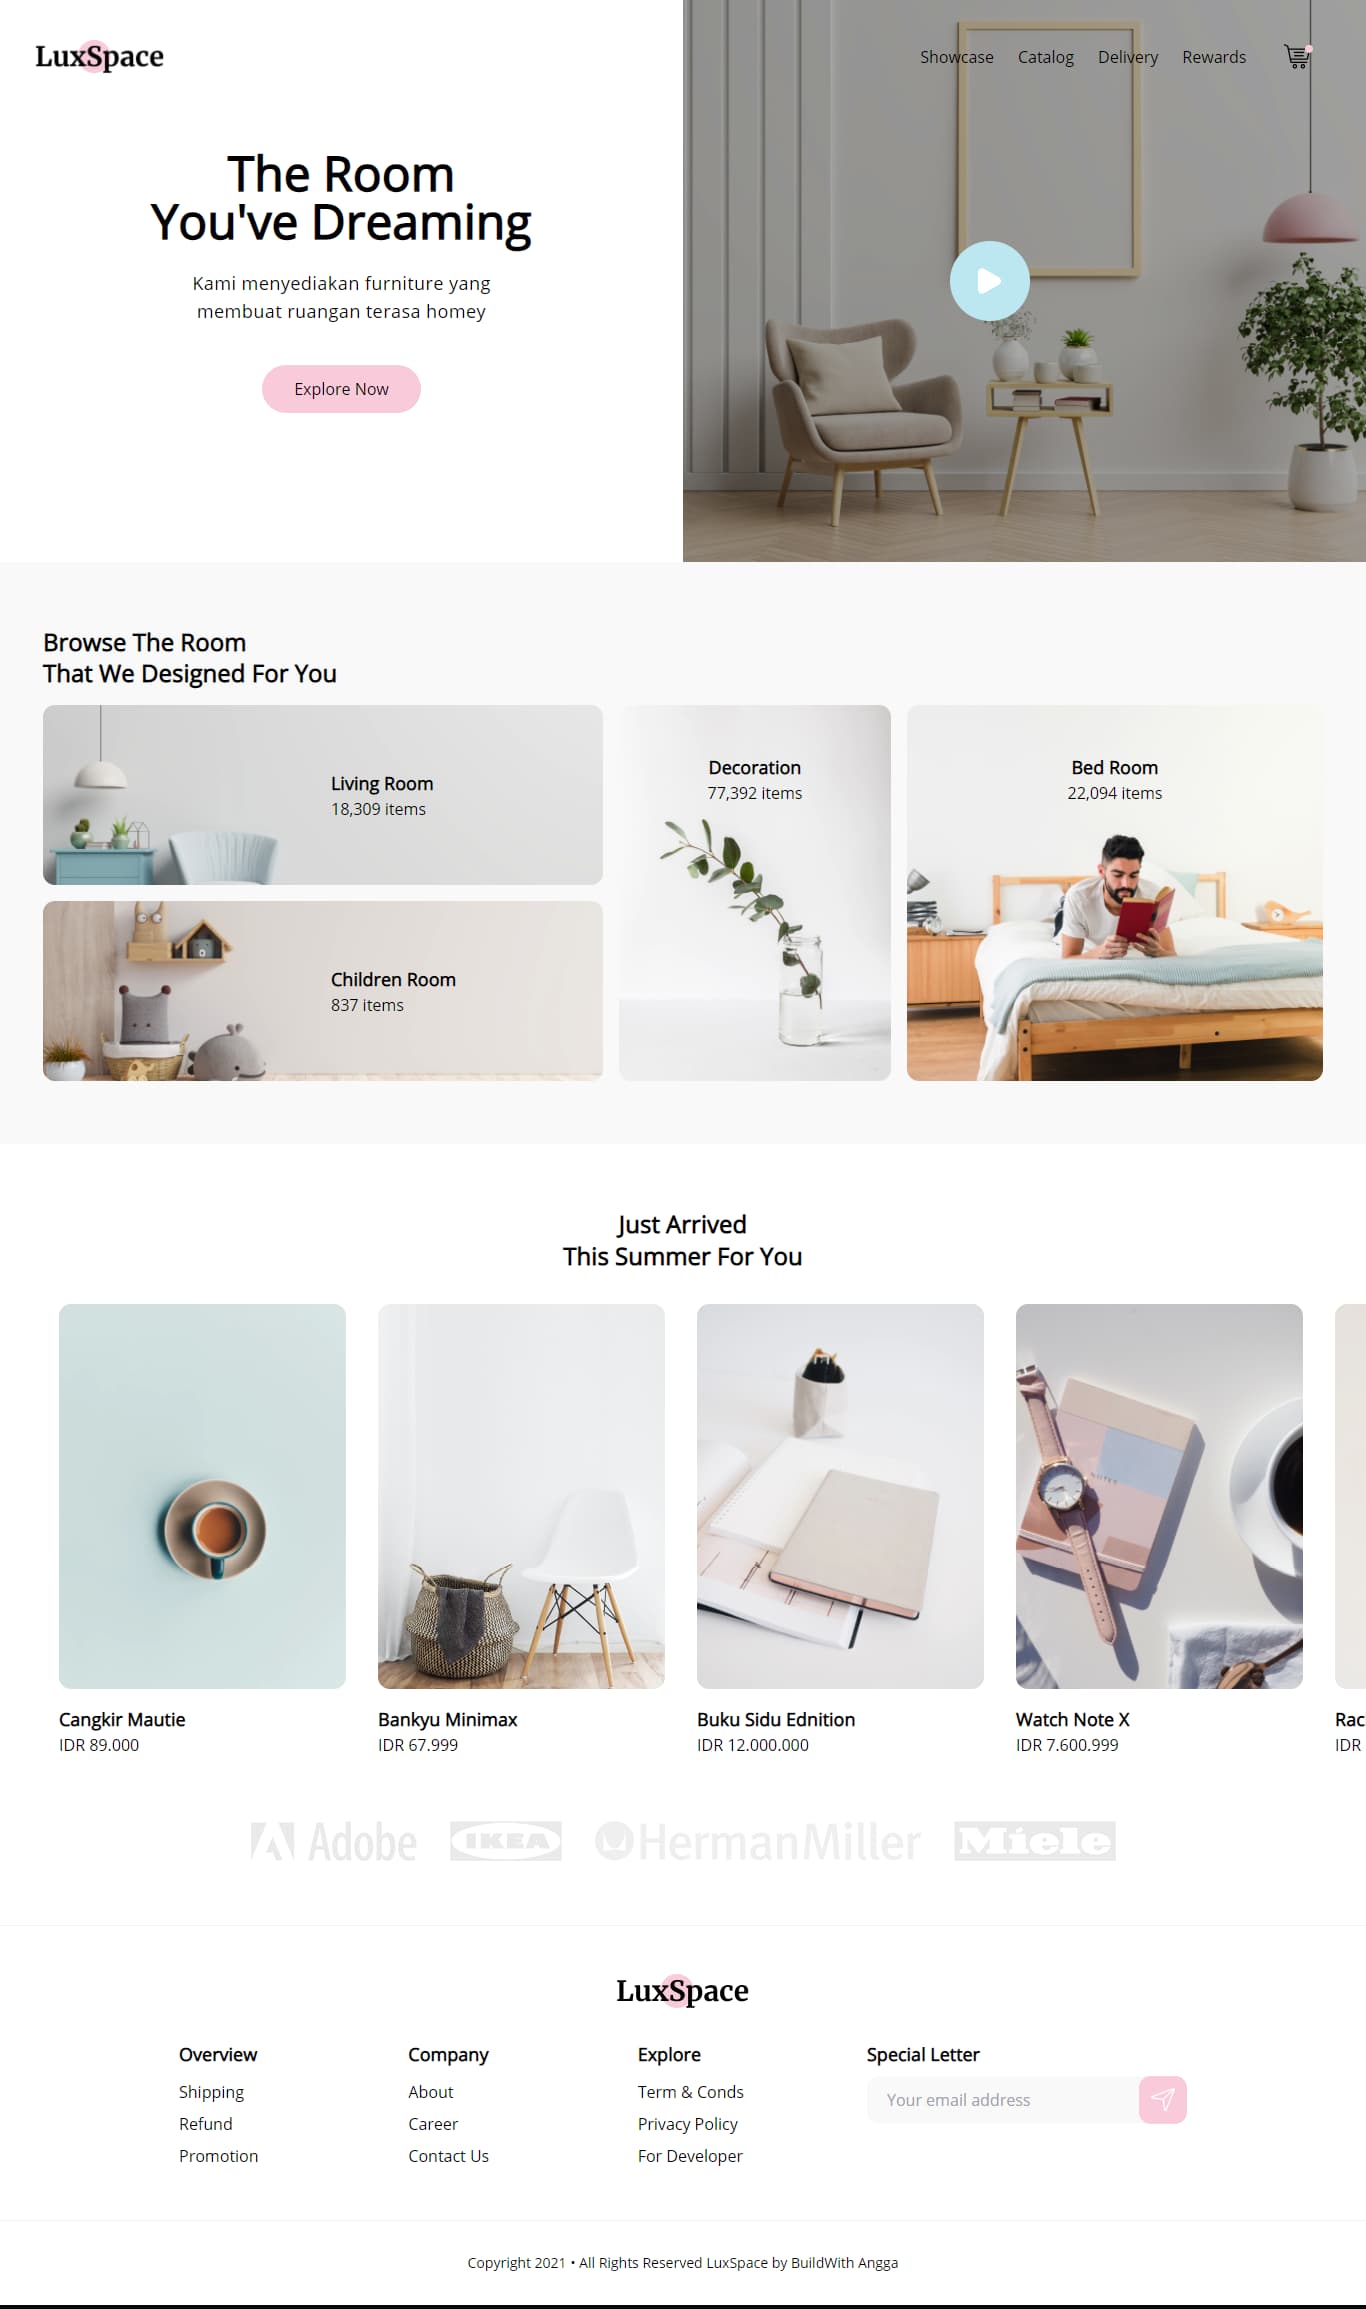 LuxSpace
Showcase Catalog Delivery Rewards
The Room
You've Dreaming
Kami menyediakan furniture yang
membuat ruangan terasa homey
Explore Now
Browse The Room
That We Designed For You
Living Room
18,309 items
Children Room
837 items
Decoration
77,392 items
Bed Room
22,094 items
Just Arrived
This Summer For You
NOTES
Cangkir Mautie
IDR 89.000
Bankyu Minimax
IDR 67.999
Buku Sidu Ednition
IDR 12.000.000
Watch Note X
IDR 7.600.999
Rac
IDR
Adobe
IKEA
HermanMiller
Miele
LuxSpace
Overview
Shipping
Refund
Promotion
Company
About
Career
Contact Us
Explore
Term & Conds
Privacy Policy
For Developer
Special Letter
Your email address
Copyright 2021 • All Rights Reserved LuxSpace by BuildWith Angga